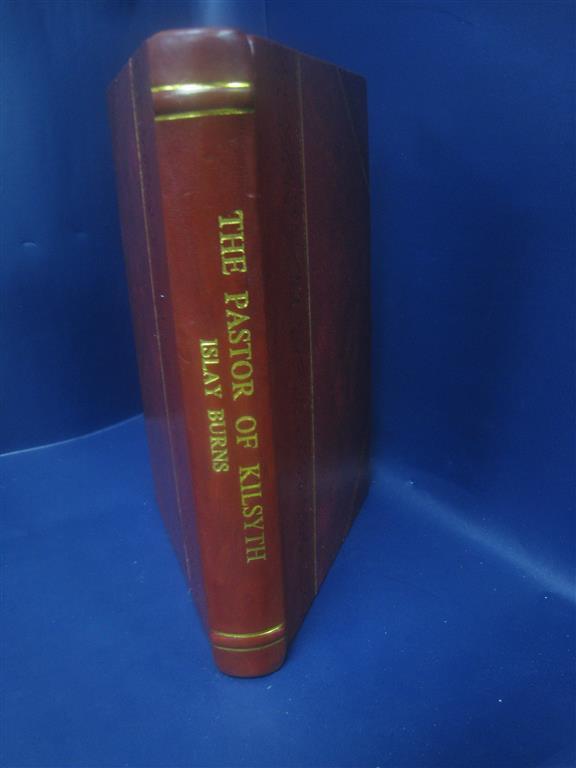 THE PASTOR OF KILSYTH
ISLAY BURNS